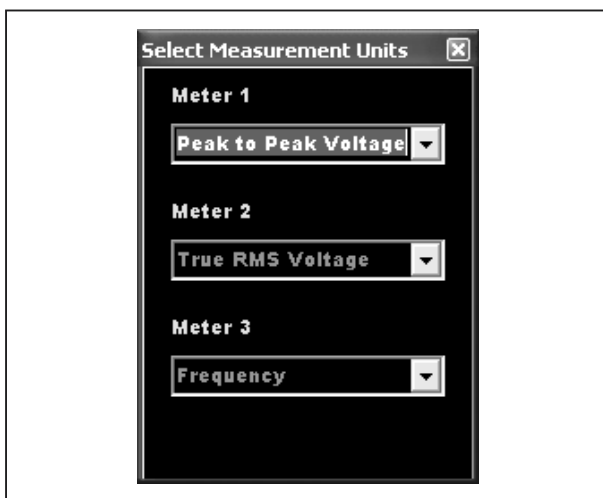 Select Measurement Units
Meter 1
Peak to Peak Voltage
Meter 2
True RMS Voltage
Meter 3
Frequency